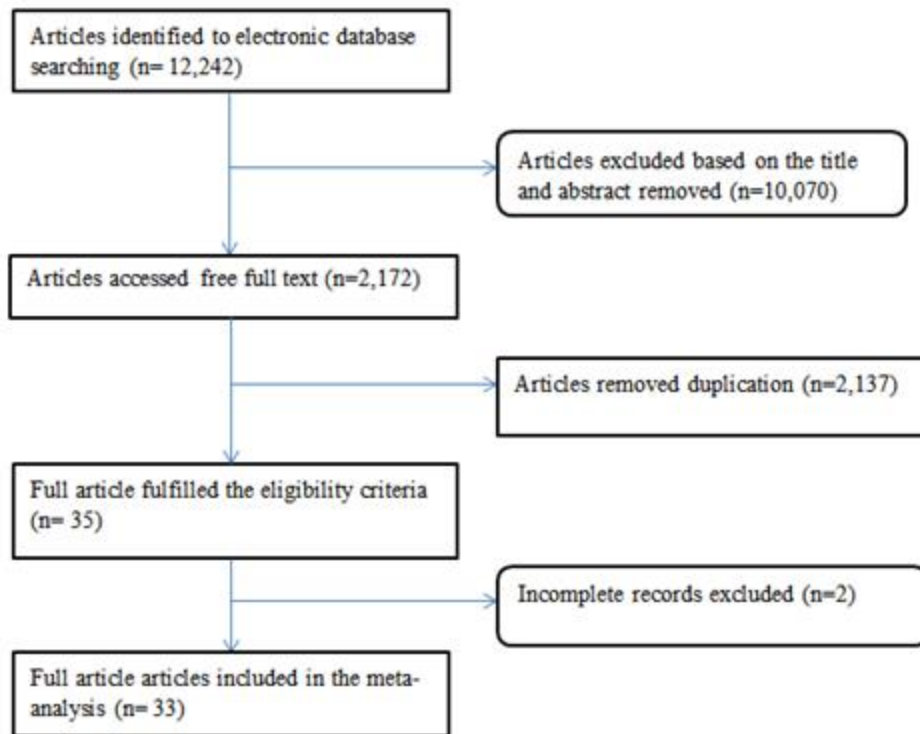 Articles identified to electronic database
searching (n= 12,242)
Articles excluded based on the title
and abstract removed (n=10,070)
Articles accessed free full text (n=2,172)
Articles removed duplication (n=2,137)
Full article fulfilled the eligibility criteria
(n= 35)
Incomplete records excluded (n=2)
Full article articles included in the meta-
analysis (n= 33)